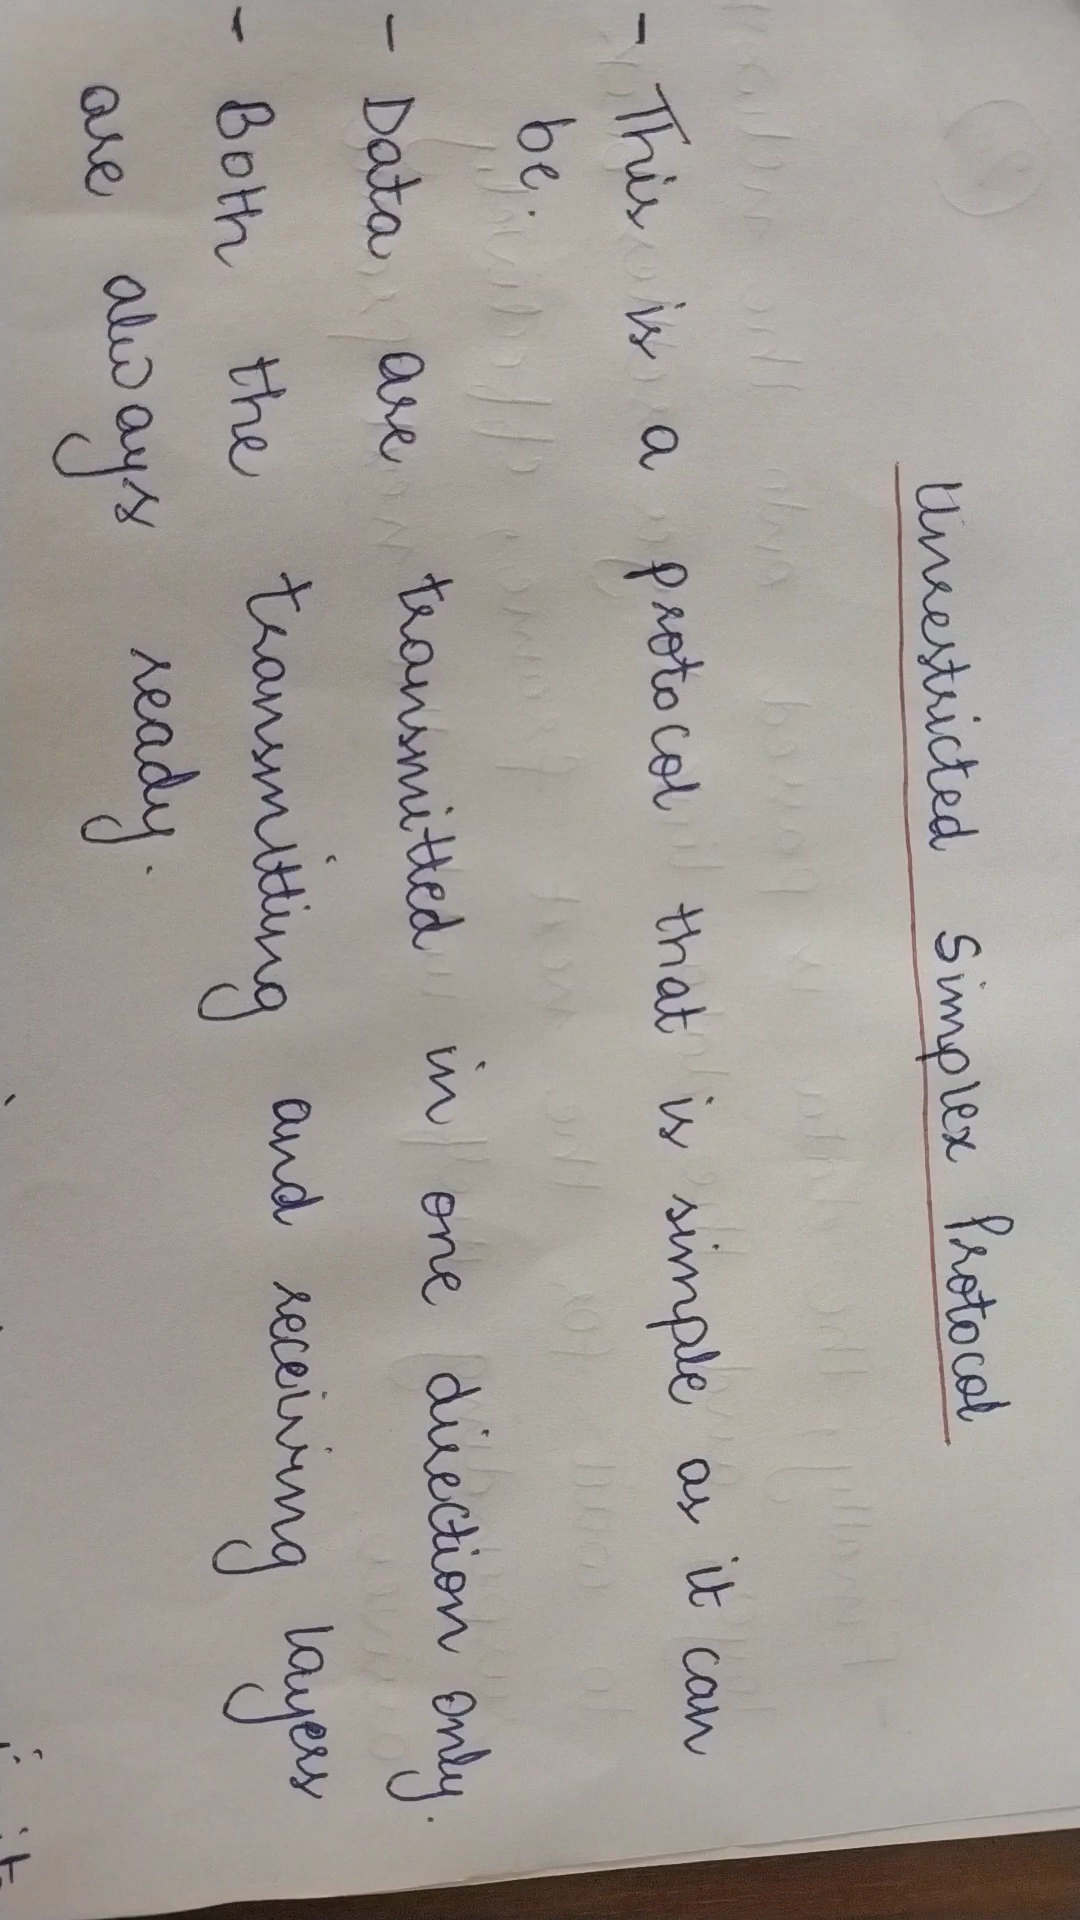 Unrestricted Simplex Protocol
- This is a protocol that is simple as it can
be.
- Data are transmitted in one direction only.
- Both the transmitting and receiving layers
are always ready.